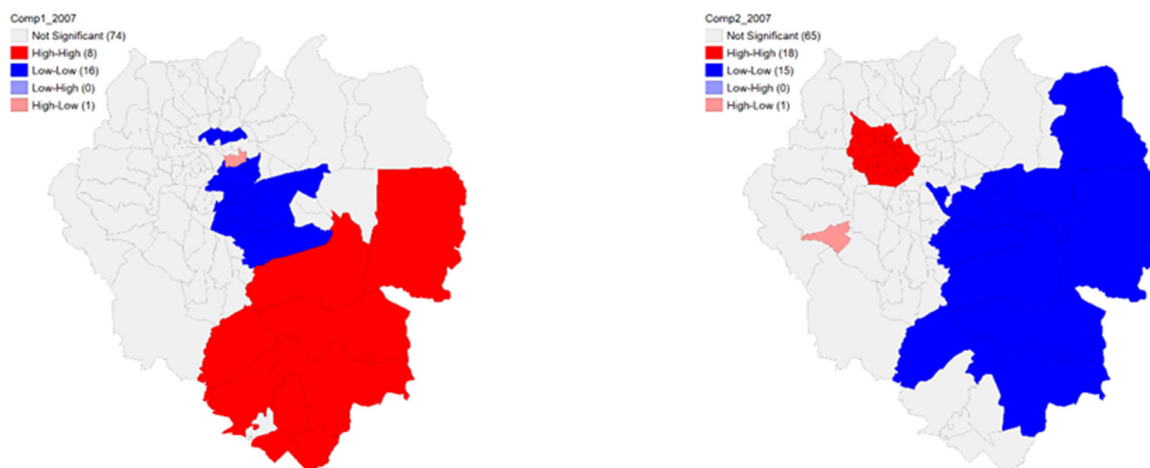 Comp1_2007
Not Significant (74)
High-High (8)
Low-Low (16)
Low-High (0)
High-Low (1)
Comp2_2007
Not Significant (65)
High-High (18)
Low-Low (15)
Low-High (0)
High-Low (1)